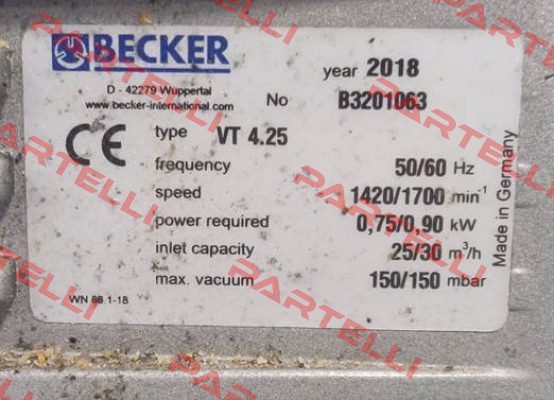 BECKER
year 2018
D - 42279 Wuppertal
www.becker-international.com
No B3201063
CE
type VT 4.25
frequency 50/60 Hz
speed 1420/1700 min⁻¹
power required 0,75/0,90 kW
inlet capacity 25/30 m³/h
max. vacuum 150/150 mbar
WN 88 1-18
Made in Germany
PARTELLI
PARTELLI
PARTELLI
PARTELLI
PARTELLI
PARTELLI